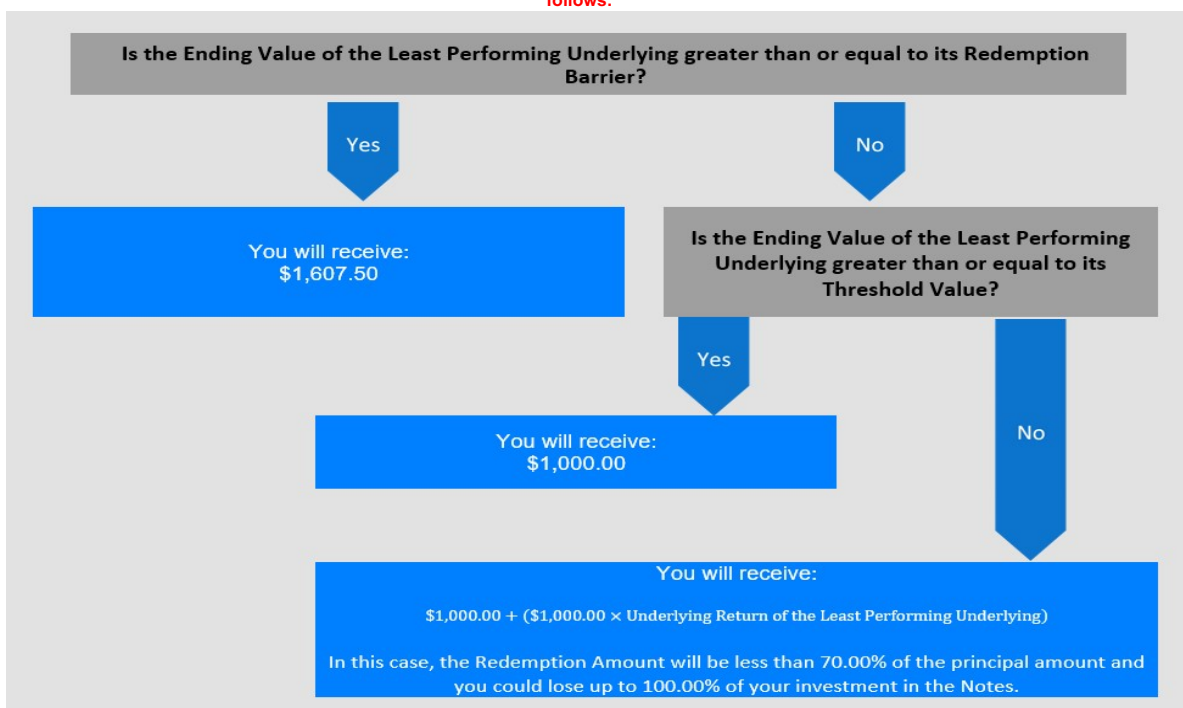 follows:
Is the Ending Value of the Least Performing Underlying greater than or equal to its Redemption
Barrier?
Yes
No
You will receive:
$1,607.50
Is the Ending Value of the Least Performing
Underlying greater than or equal to its
Threshold Value?
Yes
No
You will receive:
$1,000.00
You will receive:
$1,000.00 + ($1,000.00 × Underlying Return of the Least Performing Underlying)
In this case, the Redemption Amount will be less than 70.00% of the principal amount and
you could lose up to 100.00% of your investment in the Notes.